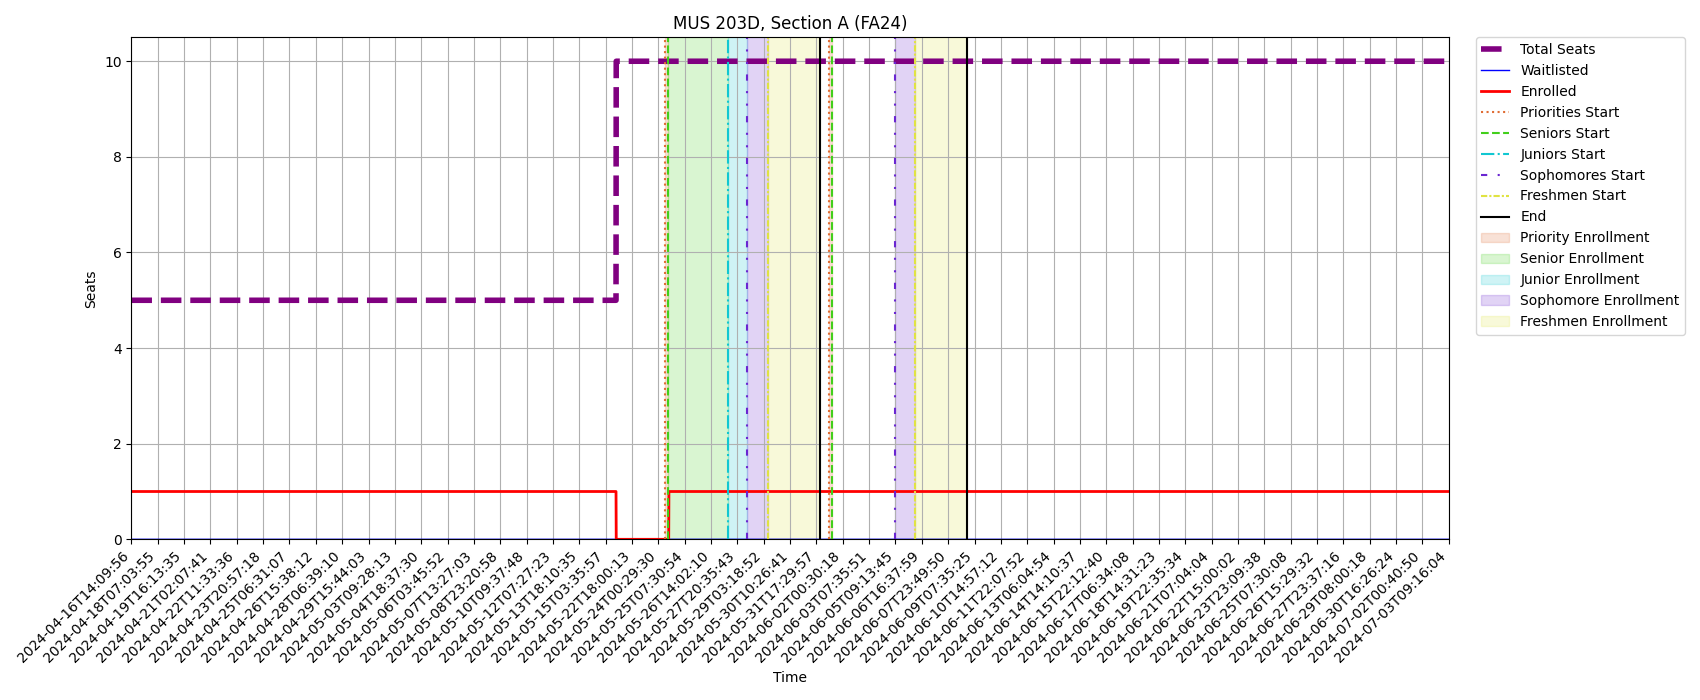 MUS 203D, Section A (FA24)
Seats
10
8
6
4
2
0
2024-04-16T14:09:56
2024-04-18T07:03:55
2024-04-19T16:13:35
2024-04-21T02:07:41
2024-04-22T11:33:36
2024-04-23T20:57:18
2024-04-25T06:31:07
2024-04-26T15:38:12
2024-04-28T06:39:10
2024-04-29T15:44:03
2024-05-03T09:28:13
2024-05-04T18:37:30
2024-05-06T03:45:52
2024-05-07T13:27:03
2024-05-08T23:20:58
2024-05-10T09:37:48
2024-05-12T07:27:23
2024-05-13T18:10:35
2024-05-15T03:35:57
2024-05-22T18:00:13
2024-05-24T00:29:30
2024-05-25T07:30:54
2024-05-26T14:02:10
2024-05-27T20:35:43
2024-05-29T03:18:52
2024-05-30T10:26:41
2024-05-31T17:29:57
2024-06-02T00:30:18
2024-06-03T07:35:51
2024-06-05T09:13:45
2024-06-06T16:37:59
2024-06-07T23:49:50
2024-06-09T07:35:25
2024-06-10T14:57:12
2024-06-11T22:07:52
2024-06-13T06:04:54
2024-06-14T14:10:37
2024-06-15T22:12:40
2024-06-17T06:34:08
2024-06-18T14:31:23
2024-06-19T22:35:34
2024-06-21T07:04:04
2024-06-22T15:00:02
2024-06-23T23:09:38
2024-06-25T07:30:08
2024-06-26T15:29:32
2024-06-27T23:37:16
2024-06-29T08:00:18
2024-06-30T16:26:24
2024-07-02T00:40:50
2024-07-03T09:16:04
Time
Total Seats
Waitlisted
Enrolled
Priorities Start
Seniors Start
Juniors Start
Sophomores Start
Freshmen Start
End
Priority Enrollment
Senior Enrollment
Junior Enrollment
Sophomore Enrollment
Freshmen Enrollment